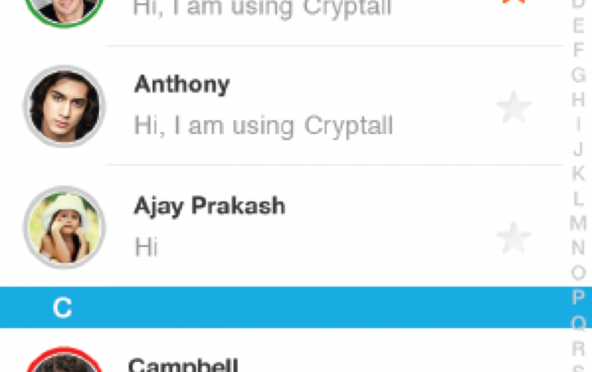 Hi, I am using Cryptall
Anthony
Hi, I am using Cryptall
Ajay Prakash
Hi
C
Campbell
D
E
F
G
H
I
J
K
L
M
N
O
P
Q
R
S